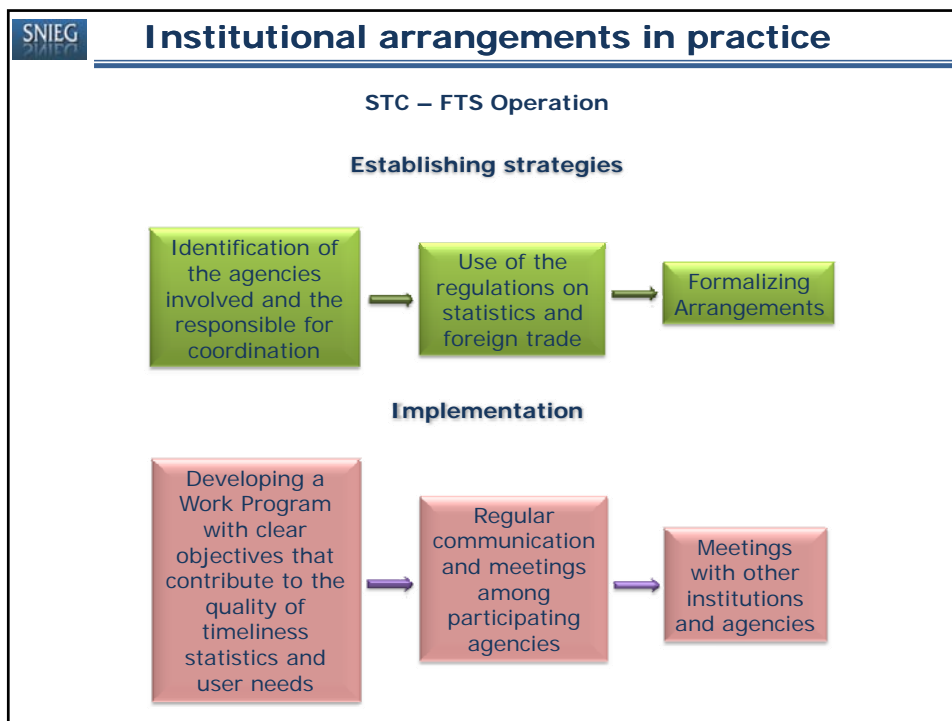 SNIEG
Institutional arrangements in practice
STC – FTS Operation
Establishing strategies
Identification of
the agencies
involved and the
responsible for
coordination
Use of the
regulations on
statistics and
foreign trade
Formalizing
Arrangements
Implementation
Developing a
Work Program
with clear
objectives that
contribute to the
quality of
timeliness
statistics and
user needs
Regular
communication
and meetings
among
participating
agencies
Meetings
with other
institutions
and agencies